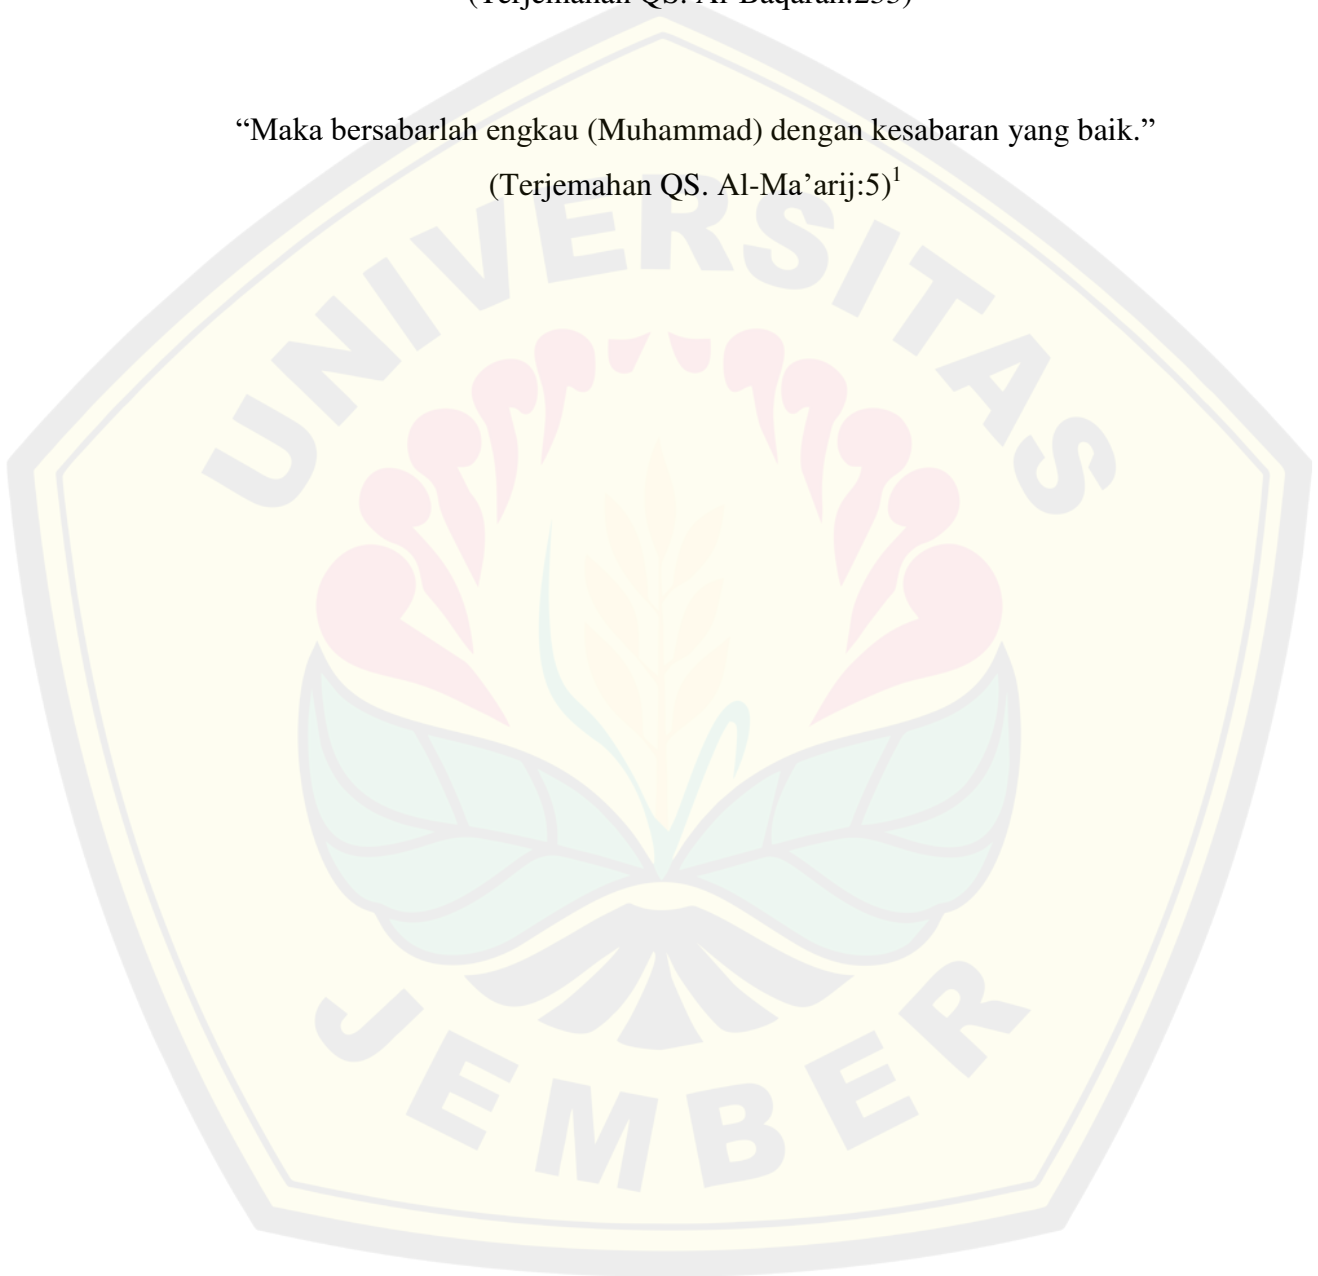 “Maka bersabarlah engkau (Muhammad) dengan kesabaran yang baik.”
(Terjemahan QS. Al-Ma’arij:5)¹
UNIVERSITAS
JEMBER